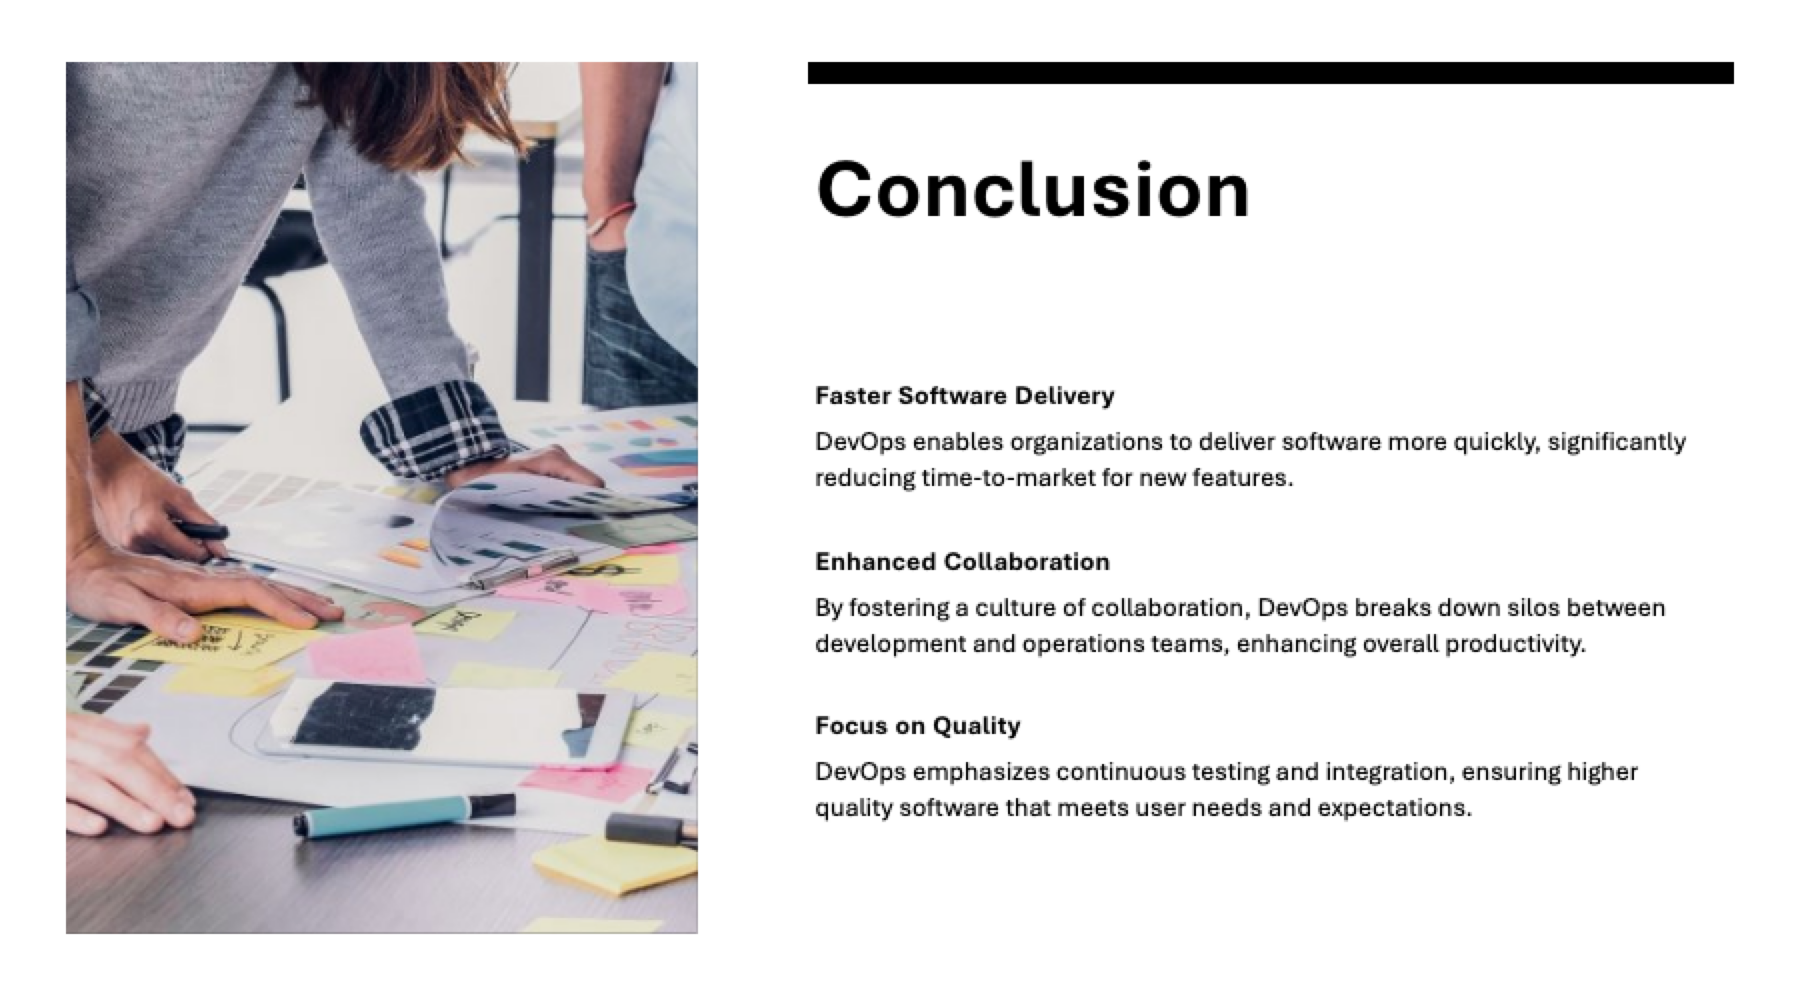 Conclusion
Faster Software Delivery
DevOps enables organizations to deliver software more quickly, significantly
reducing time-to-market for new features.
Enhanced Collaboration
By fostering a culture of collaboration, DevOps breaks down silos between
development and operations teams, enhancing overall productivity.
Focus on Quality
DevOps emphasizes continuous testing and integration, ensuring higher
quality software that meets user needs and expectations.